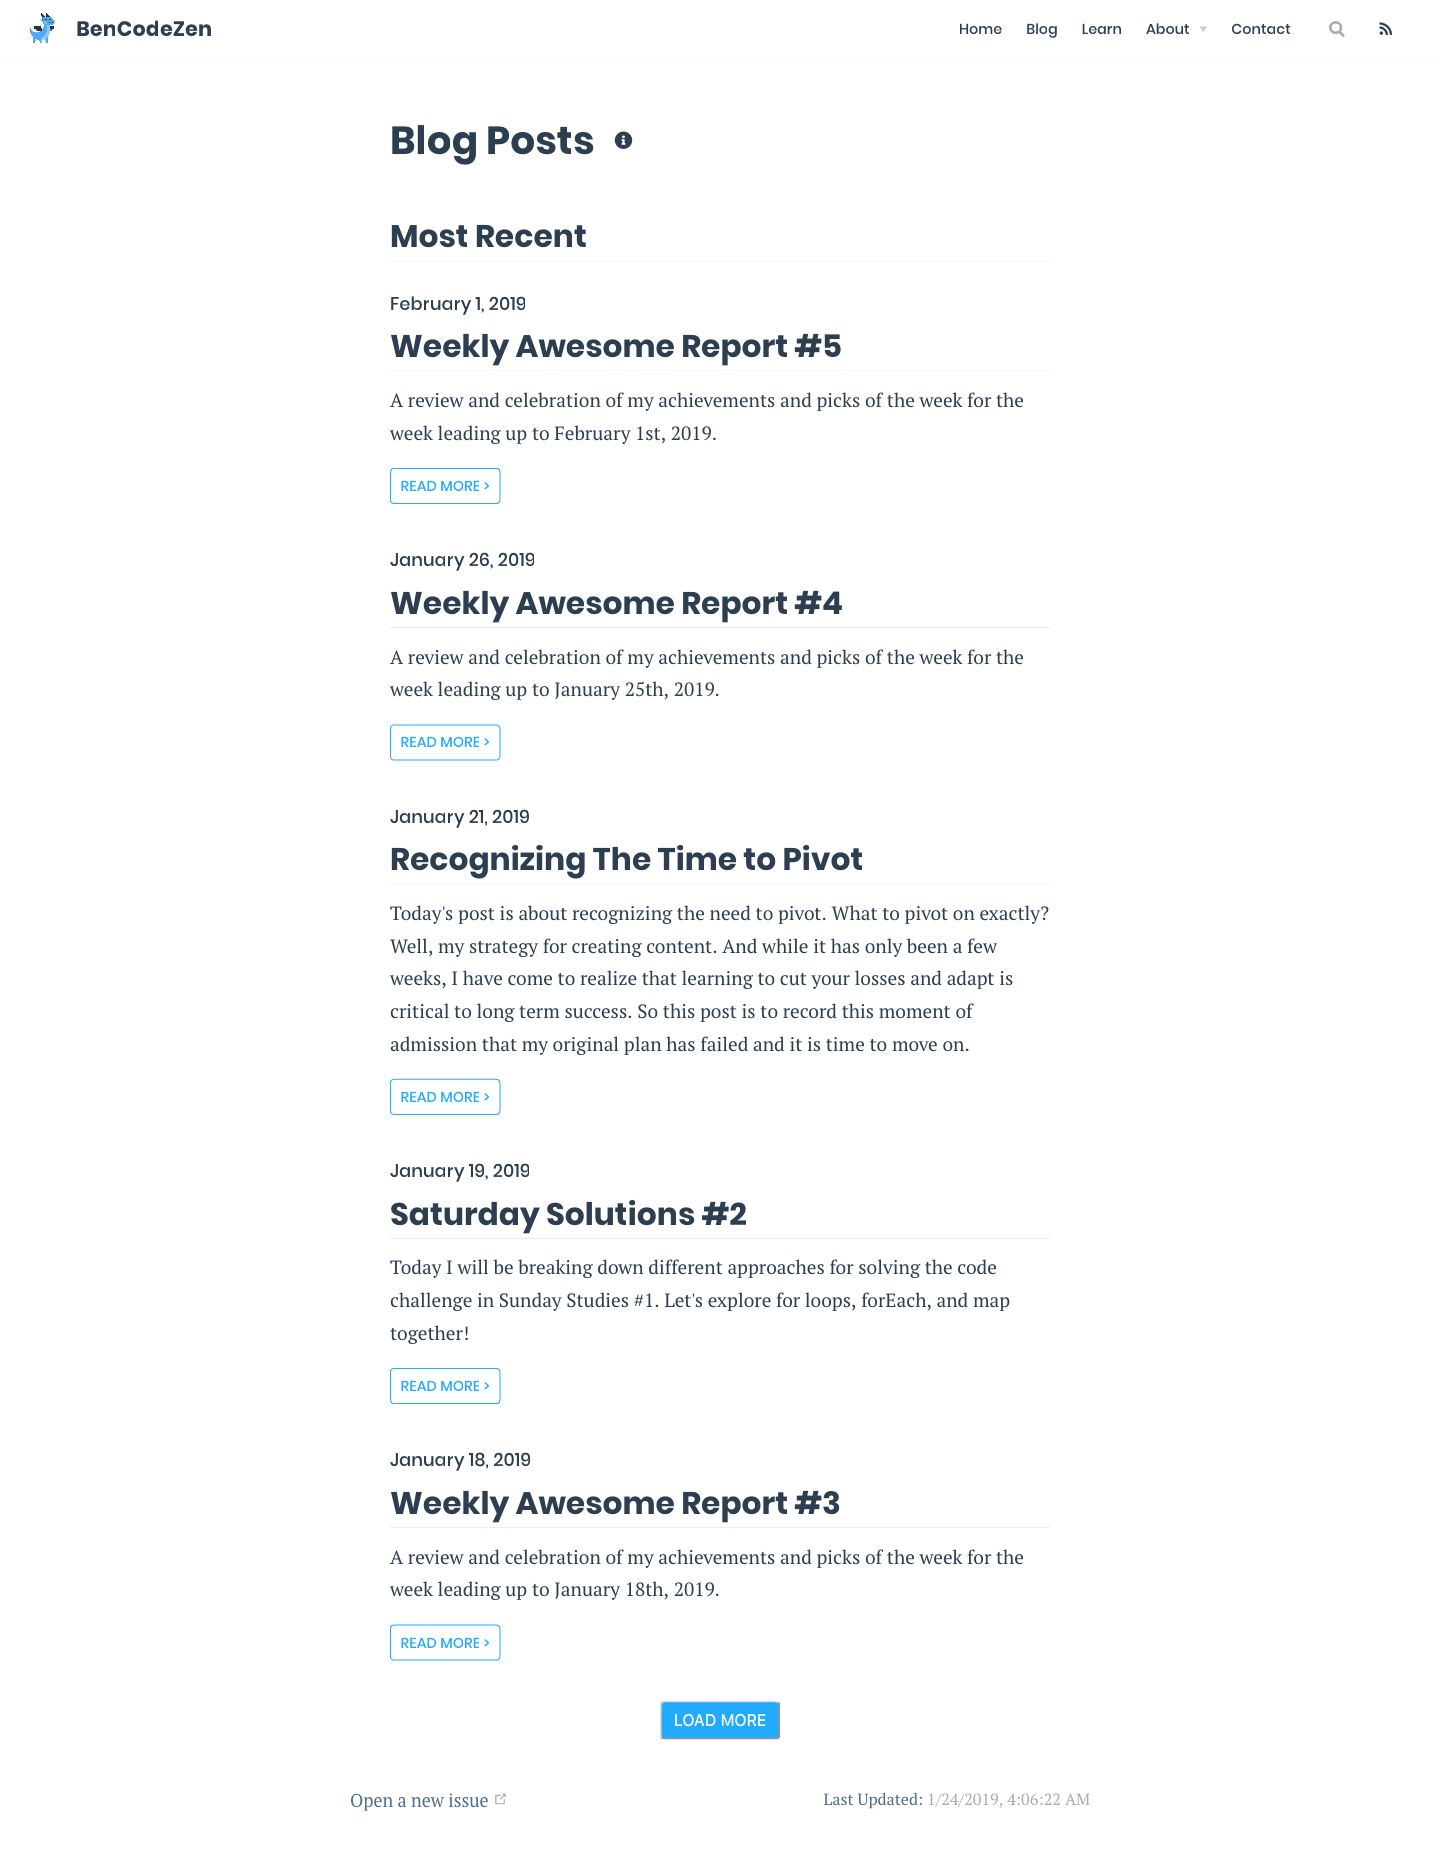 BenCodeZen
Home Blog Learn About Contact
Blog Posts
Most Recent
February 1, 2019
Weekly Awesome Report #5
A review and celebration of my achievements and picks of the week for the
week leading up to February 1st, 2019.
READ MORE >
January 26, 2019
Weekly Awesome Report #4
A review and celebration of my achievements and picks of the week for the
week leading up to January 25th, 2019.
READ MORE >
January 21, 2019
Recognizing The Time to Pivot
Today's post is about recognizing the need to pivot. What to pivot on exactly?
Well, my strategy for creating content. And while it has only been a few
weeks, I have come to realize that learning to cut your losses and adapt is
critical to long term success. So this post is to record this moment of
admission that my original plan has failed and it is time to move on.
READ MORE >
January 19, 2019
Saturday Solutions #2
Today I will be breaking down different approaches for solving the code
challenge in Sunday Studies #1. Let's explore for loops, forEach, and map
together!
READ MORE >
January 18, 2019
Weekly Awesome Report #3
A review and celebration of my achievements and picks of the week for the
week leading up to January 18th, 2019.
READ MORE >
LOAD MORE
Open a new issue
Last Updated: 1/24/2019, 4:06:22 AM